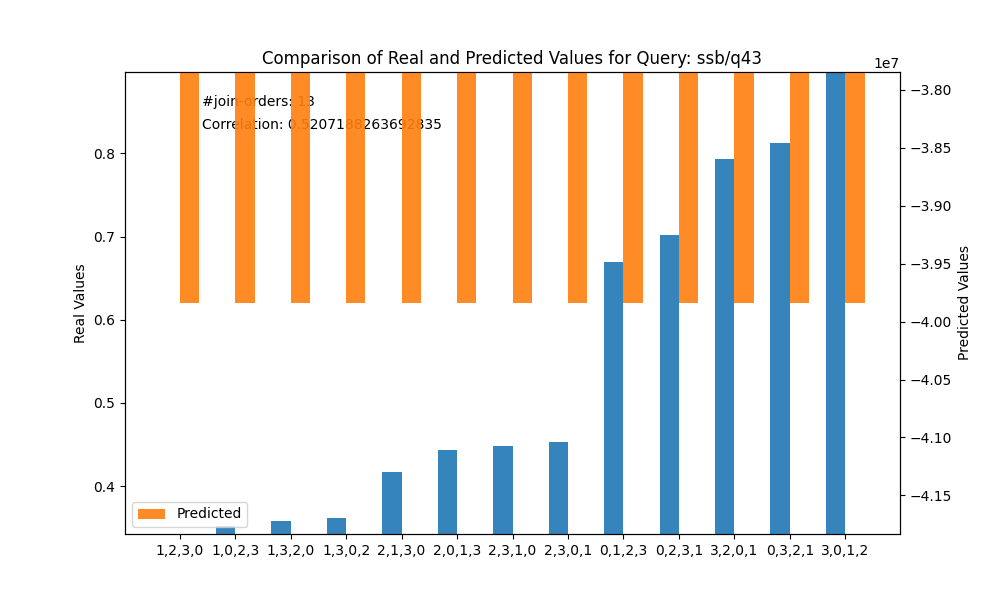 Comparison of Real and Predicted Values for Query: ssb/q43
1e7
#join-orders: 13
Correlation: 0.5207188263692835
0.8
0.7
0.6
0.5
0.4
Real Values
−3.80
−3.85
−3.90
−3.95
−4.00
−4.05
−4.10
−4.15
Predicted Values
Predicted
1,2,3,0 1,0,2,3 1,3,2,0 1,3,0,2 2,1,3,0 2,0,1,3 2,3,1,0 2,3,0,1 0,1,2,3 0,2,3,1 3,2,0,1 0,3,2,1 3,0,1,2